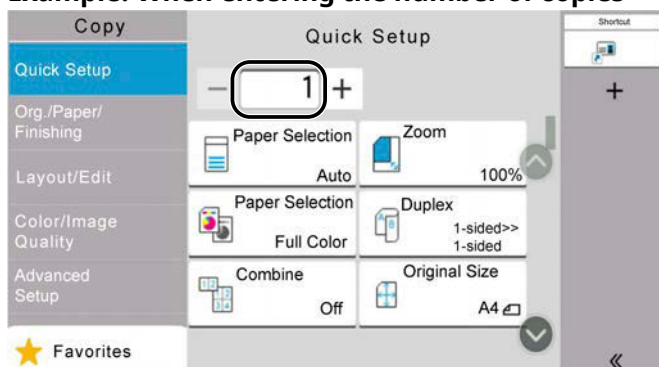 Example: When entering the number of copies
Copy
Quick Setup
Shortcut
Quick Setup
Org./Paper/
Finishing
Layout/Edit
Color/Image
Quality
Advanced
Setup
Favorites
− 1 +
Paper Selection
Auto
Zoom
100%
Paper Selection
Full Color
Duplex
1-sided>>
1-sided
Combine
Off
Original Size
A4
+
«